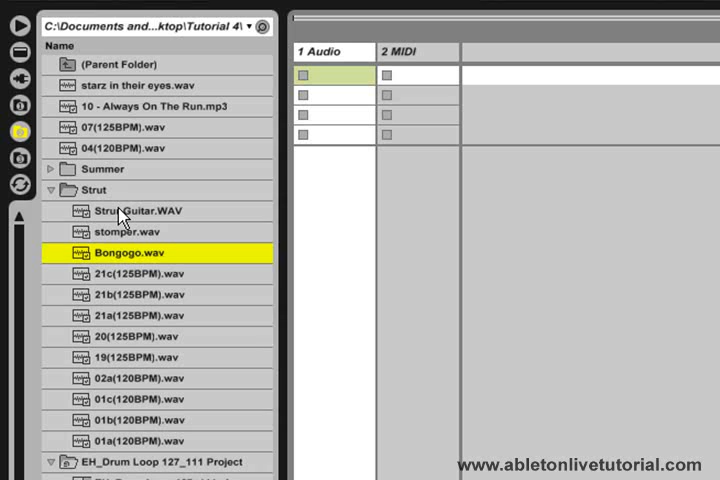 C:\Documents and...ktop\Tutorial 4\
Name
(Parent Folder)
starz in their eyes.wav
10 - Always On The Run.mp3
07(125BPM).wav
04(120BPM).wav
Summer
Strut
Strut Guitar.WAV
stomper.wav
Bongogo.wav
21c(125BPM).wav
21b(125BPM).wav
21a(125BPM).wav
20(125BPM).wav
19(125BPM).wav
02a(120BPM).wav
01c(120BPM).wav
01b(120BPM).wav
01a(120BPM).wav
EH_Drum Loop 127_111 Project
1 Audio
2 MIDI
www.abletonlivetutorial.com